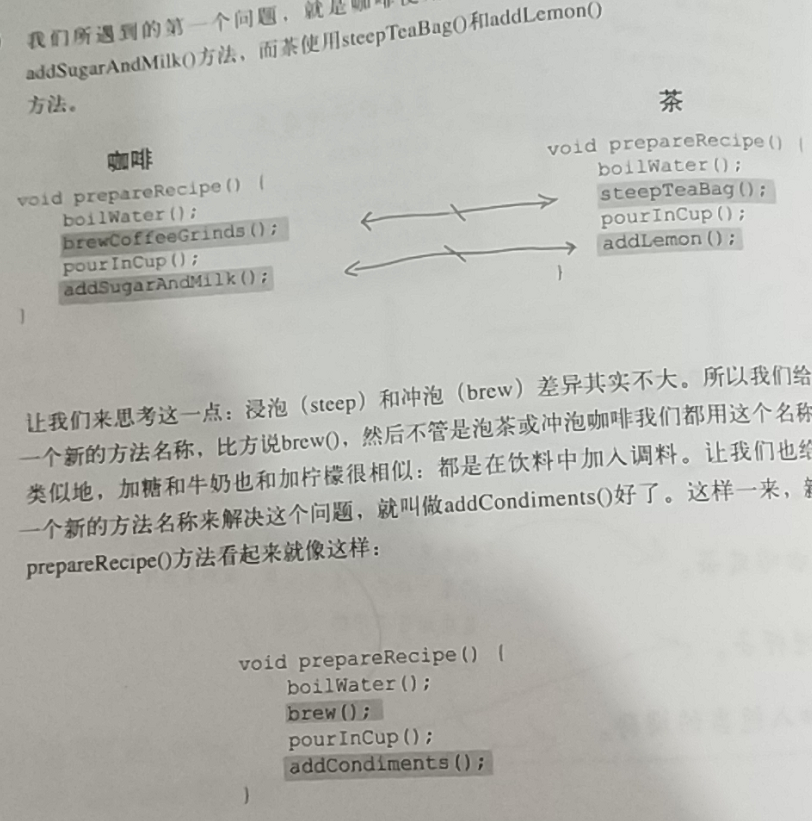 我们所遇到的第一个问题，就是咖啡使
addSugarAndMilk()方法，而茶使用steepTeaBag()和addLemon()
方法。
咖啡
void prepareRecipe() {
boilWater();
brewCoffeeGrinds();
pourInCup();
addSugarAndMilk();
}
茶
void prepareRecipe() {
boilWater();
steepTeaBag();
pourInCup();
addLemon();
}
让我们来思考这一点：浸泡（steep）和冲泡（brew）差异其实不大。所以我们给
一个新的方法名称，比方说brew()，然后不管是泡茶或冲泡咖啡我们都用这个名称
类似地，加糖和牛奶也和加柠檬很相似：都是在饮料中加入调料。让我们也给
一个新的方法名称来解决这个问题，就叫做addCondiments()好了。这样一来，新
prepareRecipe()方法看起来就像这样：
void prepareRecipe() {
boilWater();
brew();
pourInCup();
addCondiments();
}